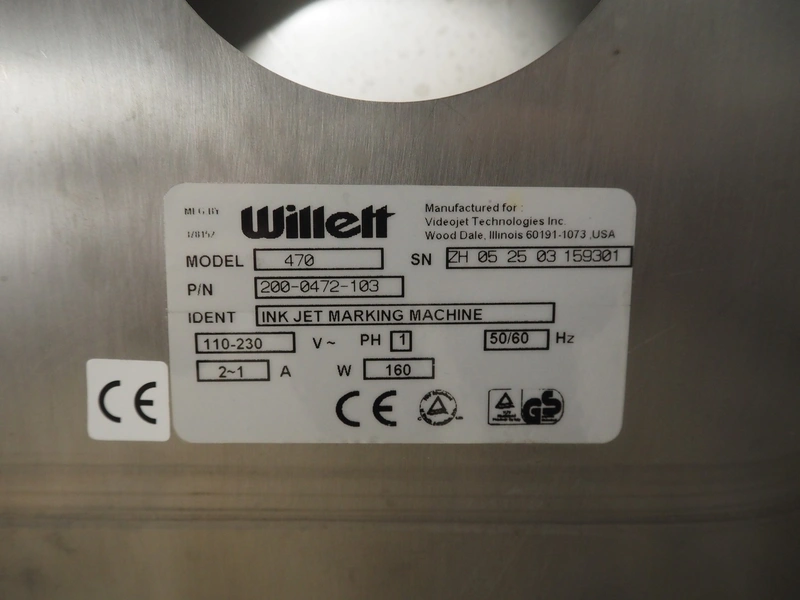 MFG BY
Willett
Manufactured for :
Videojet Technologies Inc.
Wood Dale, Illinois 60191-1073 ,USA
MODEL 470 SN ZH 05 25 03 159301
P/N 200-0472-103
IDENT INK JET MARKING MACHINE
110-230 V~ PH 1 50/60 Hz
2~1 A W 160
CE CE GS